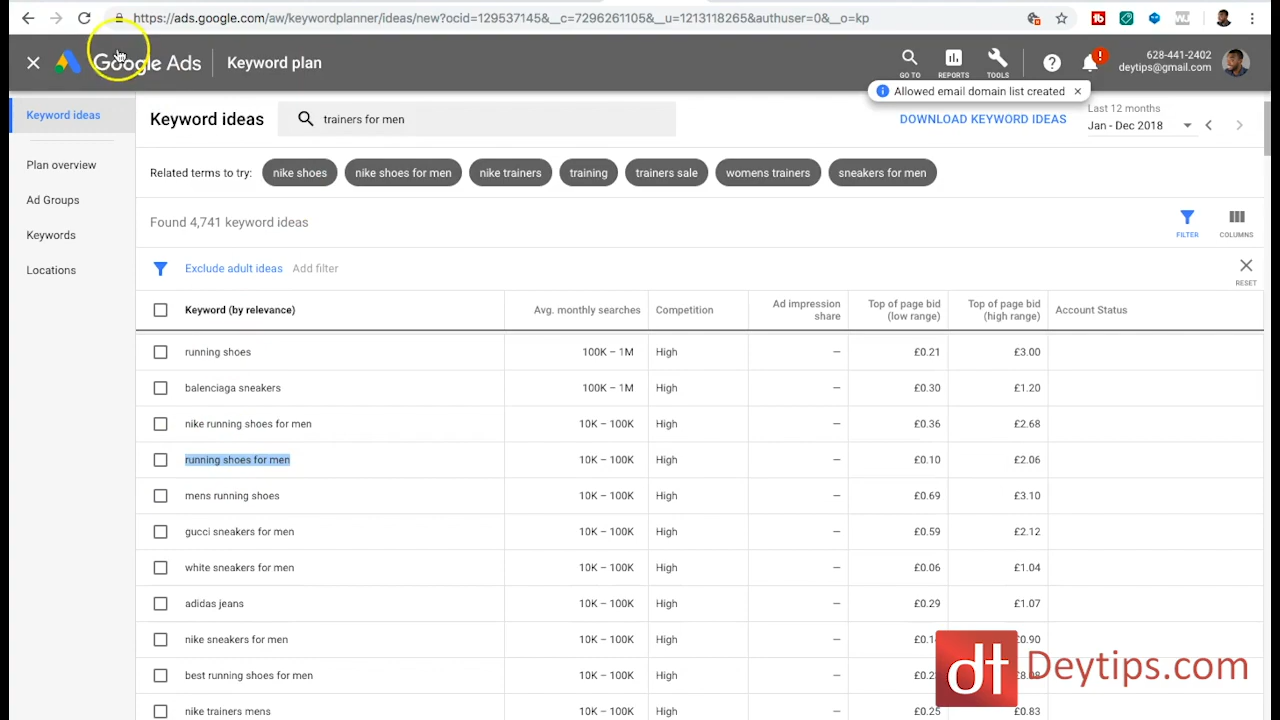 https://ads.google.com/aw/keywordplanner/ideas/new?ocid=129537145&__c=7296261105&__u=1213118265&authuser=0&__o=kp
Google Ads
Keyword plan
GO TO
REPORTS
TOOLS
?
!
628-441-2402
deytips@gmail.com
Allowed email domain list created
Keyword ideas
Plan overview
Ad Groups
Keywords
Locations
Keyword ideas
trainers for men
DOWNLOAD KEYWORD IDEAS
Last 12 months
Jan - Dec 2018
Related terms to try:
nike shoes
nike shoes for men
nike trainers
training
trainers sale
womens trainers
sneakers for men
Found 4,741 keyword ideas
FILTER
COLUMNS
Exclude adult ideas
Add filter
RESET
Keyword (by relevance) Avg. monthly searches Competition Ad impression share Top of page bid (low range) Top of page bid (high range) Account Status
running shoes 100K – 1M High – £0.21 £3.00
balenciaga sneakers 100K – 1M High – £0.30 £1.20
nike running shoes for men 10K – 100K High – £0.36 £2.68
running shoes for men 10K – 100K High – £0.10 £2.06
mens running shoes 10K – 100K High – £0.69 £3.10
gucci sneakers for men 10K – 100K High – £0.59 £2.12
white sneakers for men 10K – 100K High – £0.06 £1.04
adidas jeans 10K – 100K High – £0.29 £1.07
nike sneakers for men 10K – 100K High – 0.90
best running shoes for men 10K – 100K High –
nike trainers mens 10K – 100K High – £0.25 £0.83
dt Deytips.com